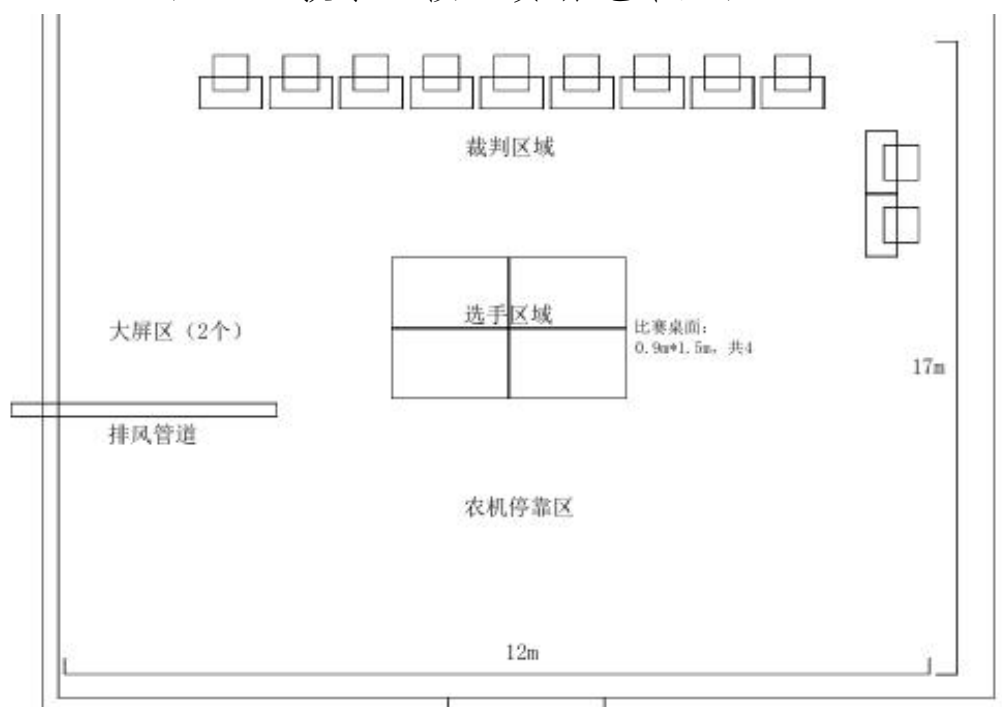 裁判区域
选手区域
大屏区（2个）
比赛桌面：
0.9m*1.5m，共4
17m
排风管道
农机停靠区
12m